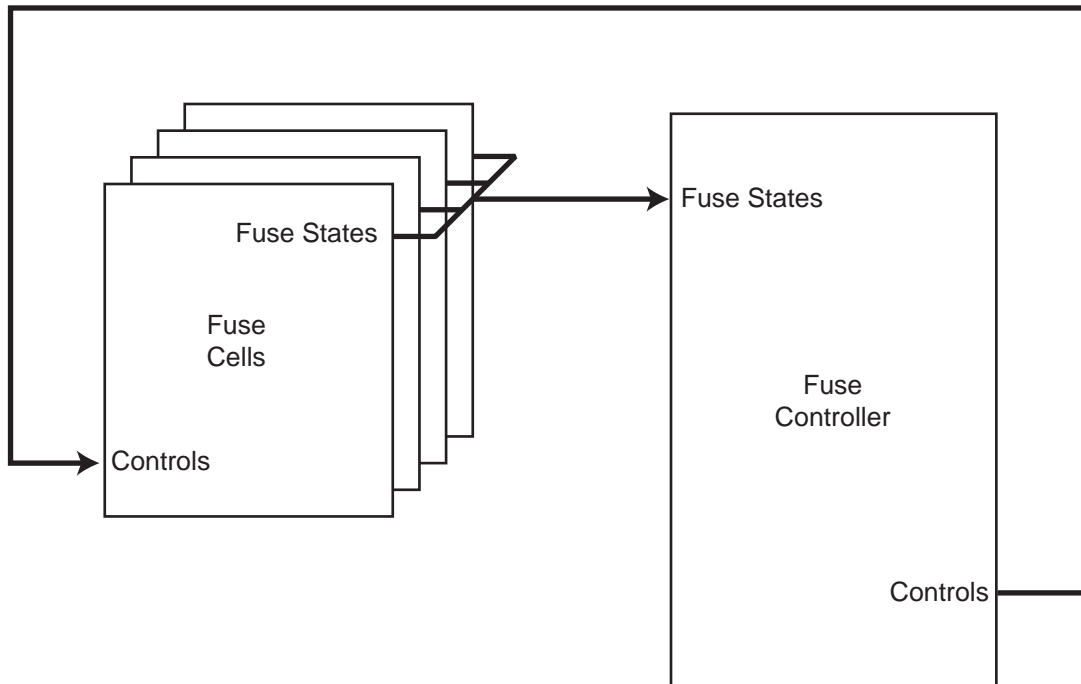 Fuse States
Fuse States
Fuse
Cells
Fuse
Controller
Controls
Controls